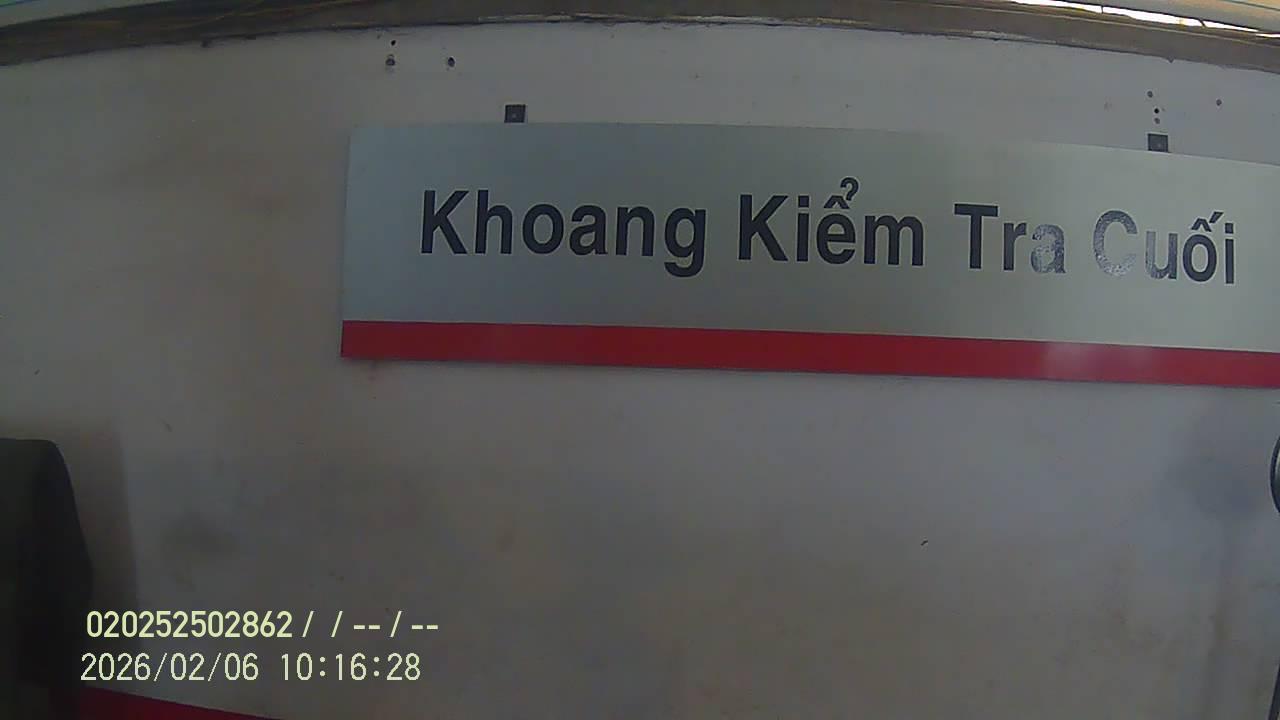 Khoang Kiểm Tra Cuối
020252502862 /  / -- / --
2026/02/06 10:16:28